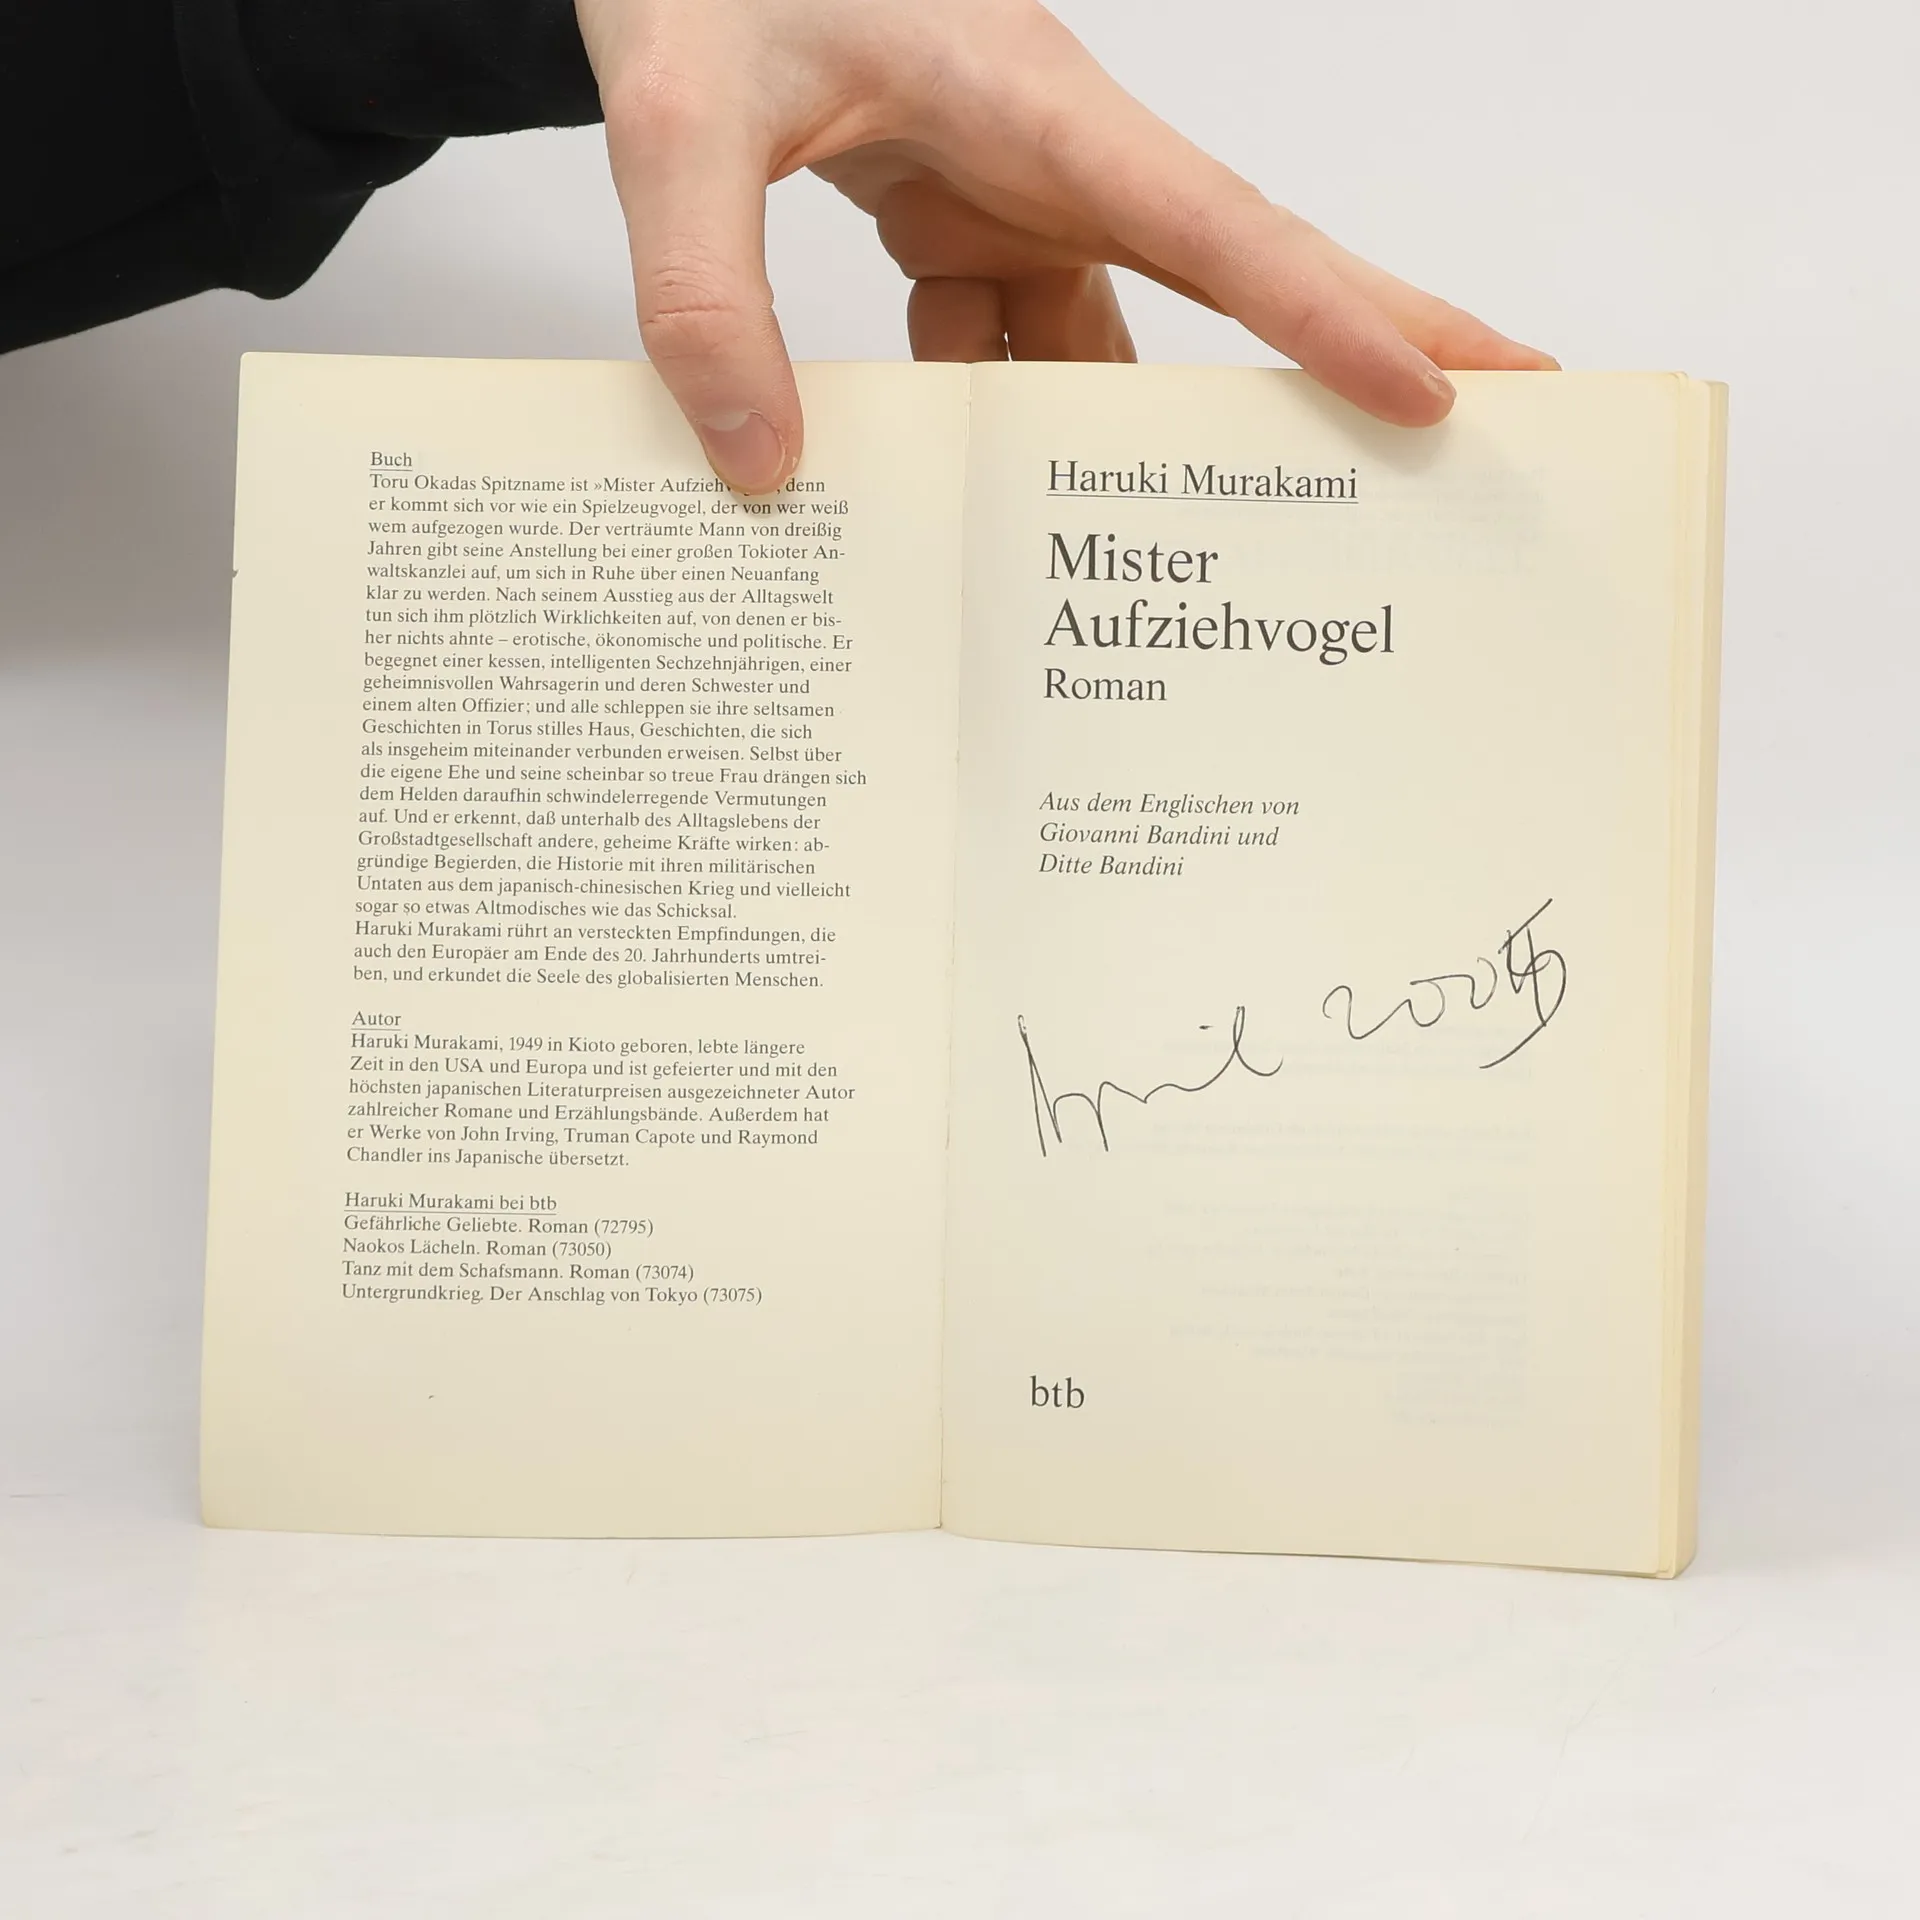 Buch
Toru Okadas Spitzname ist »Mister Aufzieh denn
er kommt sich vor wie ein Spielzeugvogel, der von wer weiß
wem aufgezogen wurde. Der verträumte Mann von dreißig
Jahren gibt seine Anstellung bei einer großen Tokioter An-
waltskanzlei auf, um sich in Ruhe über einen Neuanfang
klar zu werden. Nach seinem Ausstieg aus der Alltagswelt
tun sich ihm plötzlich Wirklichkeiten auf, von denen er bis-
her nichts ahnte – erotische, ökonomische und politische. Er
begegnet einer kessen, intelligenten Sechzehnjährigen, einer
geheimnisvollen Wahrsagerin und deren Schwester und
einem alten Offizier; und alle schleppen sie ihre seltsamen
Geschichten in Torus stilles Haus, Geschichten, die sich
als insgeheim miteinander verbunden erweisen. Selbst über
die eigene Ehe und seine scheinbar so treue Frau drängen sich
dem Helden daraufhin schwindelerregende Vermutungen
auf. Und er erkennt, daß unterhalb des Alltagslebens der
Großstadtgesellschaft andere, geheime Kräfte wirken: ab-
gründige Begierden, die Historie mit ihren militärischen
Untaten aus dem japanisch-chinesischen Krieg und vielleicht
sogar so etwas Altmodisches wie das Schicksal.
Haruki Murakami rührt an versteckten Empfindungen, die
auch den Europäer am Ende des 20. Jahrhunderts umtrei-
ben, und erkundet die Seele des globalisierten Menschen.
Autor
Haruki Murakami, 1949 in Kioto geboren, lebte längere
Zeit in den USA und Europa und ist gefeierter und mit den
höchsten japanischen Literaturpreisen ausgezeichneter Autor
zahlreicher Romane und Erzählungsbände. Außerdem hat
er Werke von John Irving, Truman Capote und Raymond
Chandler ins Japanische übersetzt.
Haruki Murakami bei btb
Gefährliche Geliebte. Roman (72795)
Naokos Lächeln. Roman (73050)
Tanz mit dem Schafsmann. Roman (73074)
Untergrundkrieg. Der Anschlag von Tokyo (73075)
Haruki Murakami
Mister
Aufziehvogel
Roman
Aus dem Englischen von
Giovanni Bandini und
Ditte Bandini
April
btb